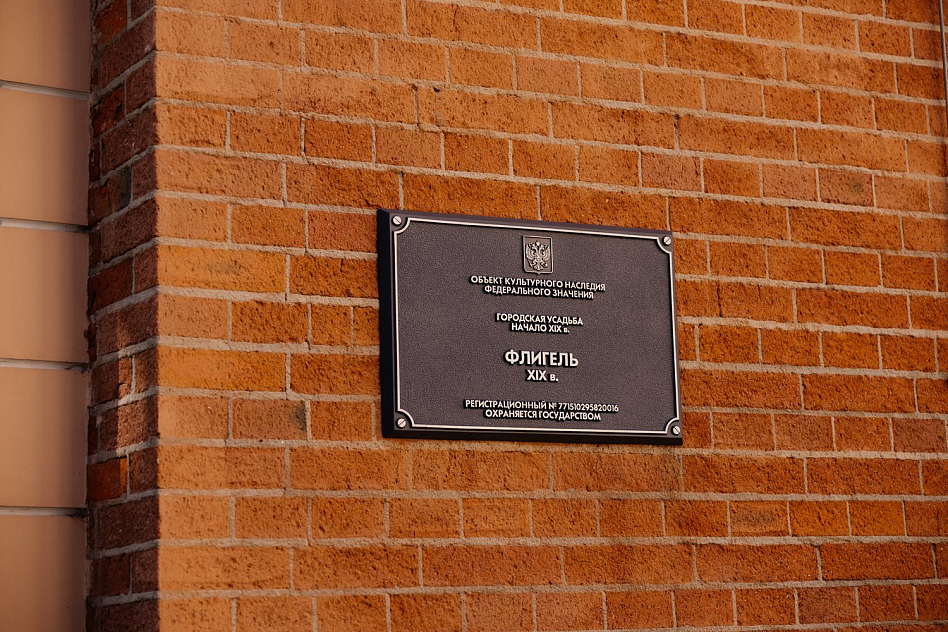 ОБЪЕКТ КУЛЬТУРНОГО НАСЛЕДИЯ
ФЕДЕРАЛЬНОГО ЗНАЧЕНИЯ
ГОРОДСКАЯ УСАДЬБА
НАЧАЛО XIX в.
ФЛИГЕЛЬ
XIX в.
РЕГИСТРАЦИОННЫЙ № 771510295820016
ОХРАНЯЕТСЯ ГОСУДАРСТВОМ